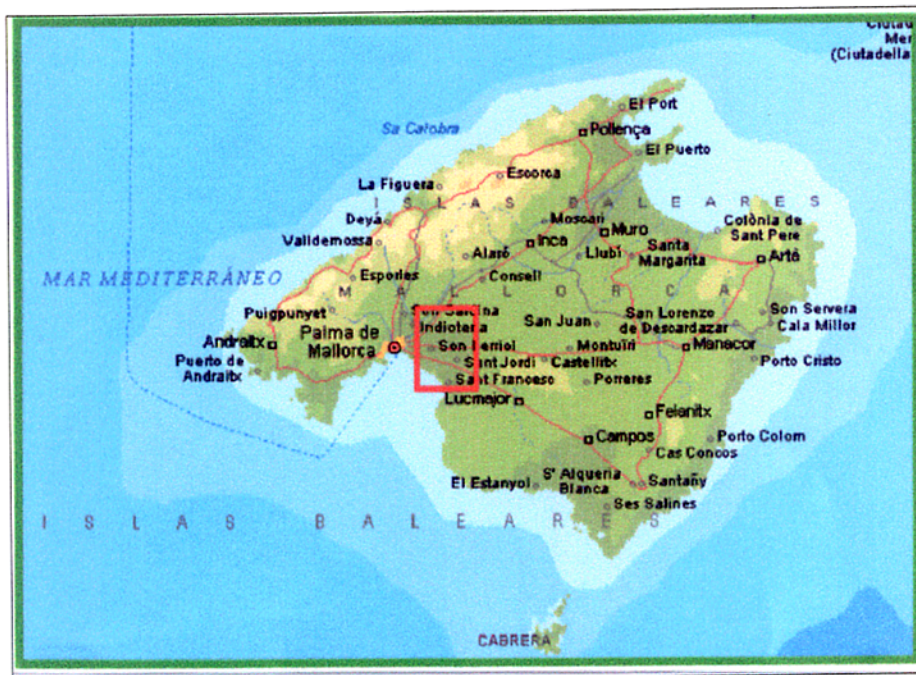 Ciutad
Mer
(Ciutadella
El Port
Sa Calobra
Pollença
El Puerto
Escorca
La Figuera
ISLAS BALEARES
Deyá
Moscari
Colònia de
Sant Pere
Valldemossa
Inca
Muro
Alaró
Llubí
Santa
Margarita
Artà
MAR MEDITERRÁNEO
Esporles
Consell
MALLORCA
Puigpunyet
Son Sardina
Son Servera
Indioteria
San Juan
San Lorenzo
de Descardazar
Cala Millor
Palma de
Mallorca
Andraitx
Son Ferriol
Montuïri
Manacor
Puerto de
Andraitx
Sant Jordi
Castellitx
Porto Cristo
Sant Francesc
Porreres
Lucmajor
Felanitx
Campos
Porto Colom
Cas Concos
El Estanyol
S' Alqueria
Blanca
Santañy
Ses Salines
ISLAS BALEARES
CABRERA